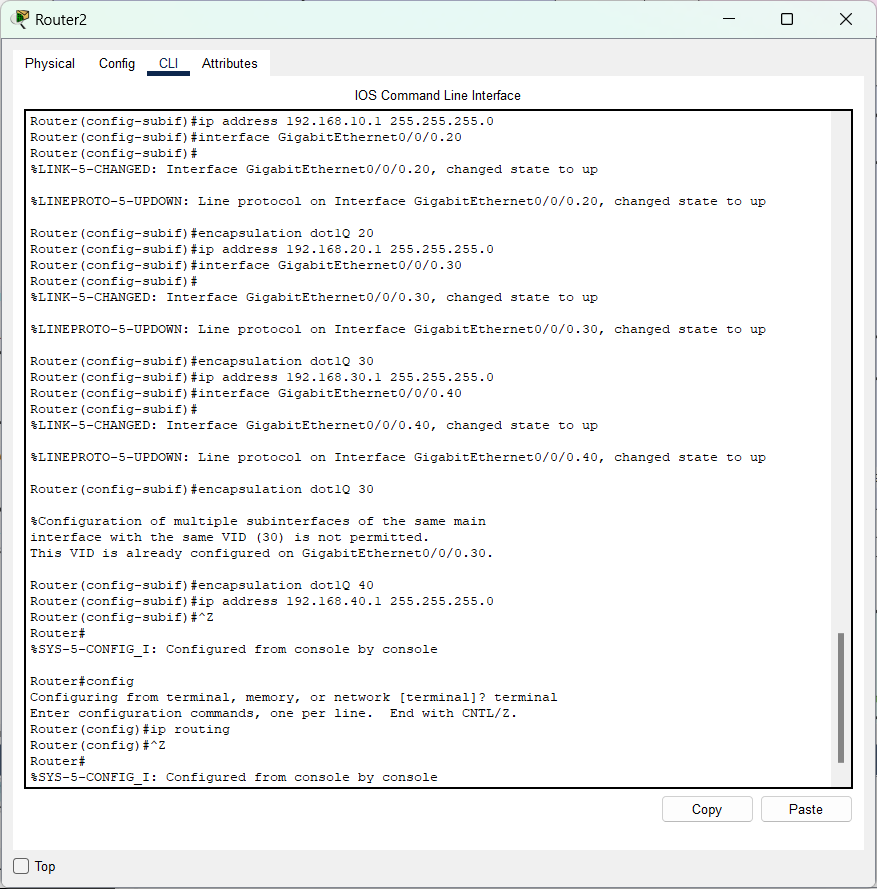 Router2
Physical Config CLI Attributes
IOS Command Line Interface
Router(config-subif)#ip address 192.168.10.1 255.255.255.0
Router(config-subif)#interface GigabitEthernet0/0/0.20
Router(config-subif)#
%LINK-5-CHANGED: Interface GigabitEthernet0/0/0.20, changed state to up
%LINEPROTO-5-UPDOWN: Line protocol on Interface GigabitEthernet0/0/0.20, changed state to up
Router(config-subif)#encapsulation dot1Q 20
Router(config-subif)#ip address 192.168.20.1 255.255.255.0
Router(config-subif)#interface GigabitEthernet0/0/0.30
Router(config-subif)#
%LINK-5-CHANGED: Interface GigabitEthernet0/0/0.30, changed state to up
%LINEPROTO-5-UPDOWN: Line protocol on Interface GigabitEthernet0/0/0.30, changed state to up
Router(config-subif)#encapsulation dot1Q 30
Router(config-subif)#ip address 192.168.30.1 255.255.255.0
Router(config-subif)#interface GigabitEthernet0/0/0.40
Router(config-subif)#
%LINK-5-CHANGED: Interface GigabitEthernet0/0/0.40, changed state to up
%LINEPROTO-5-UPDOWN: Line protocol on Interface GigabitEthernet0/0/0.40, changed state to up
Router(config-subif)#encapsulation dot1Q 30
%Configuration of multiple subinterfaces of the same main
interface with the same VID (30) is not permitted.
This VID is already configured on GigabitEthernet0/0/0.30.
Router(config-subif)#encapsulation dot1Q 40
Router(config-subif)#ip address 192.168.40.1 255.255.255.0
Router(config-subif)#^Z
Router#
%SYS-5-CONFIG_I: Configured from console by console
Router#config
Configuring from terminal, memory, or network [terminal]? terminal
Enter configuration commands, one per line.  End with CNTL/Z.
Router(config)#ip routing
Router(config)#^Z
Router#
%SYS-5-CONFIG_I: Configured from console by console
Copy Paste
Top